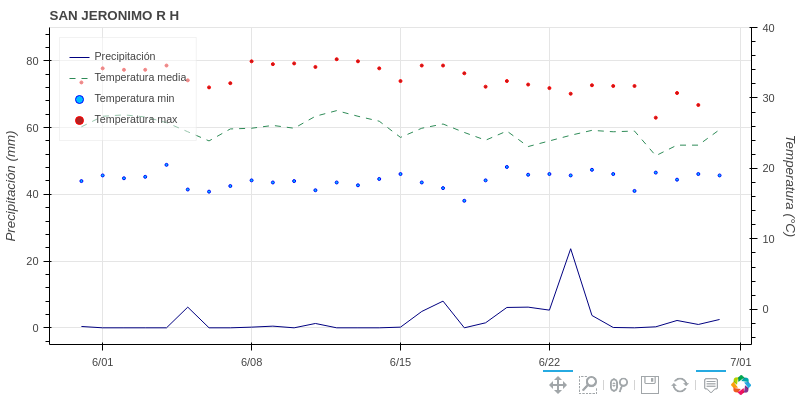 SAN JERONIMO R H
Precipitación
Temperatura media
Temperatura min
Temperatura max
Precipitación (mm)
80
60
40
20
0
40
30
20
10
0
Temperatura (°C)
6/01
6/08
6/15
6/22
7/01